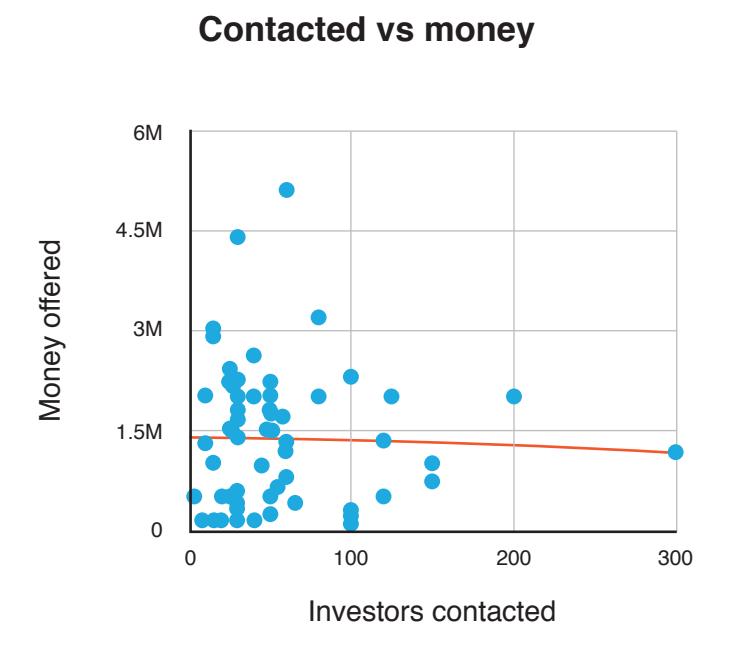 Contacted vs money
6M
4.5M
3M
1.5M
0
0 100 200 300
Money offered
Investors contacted